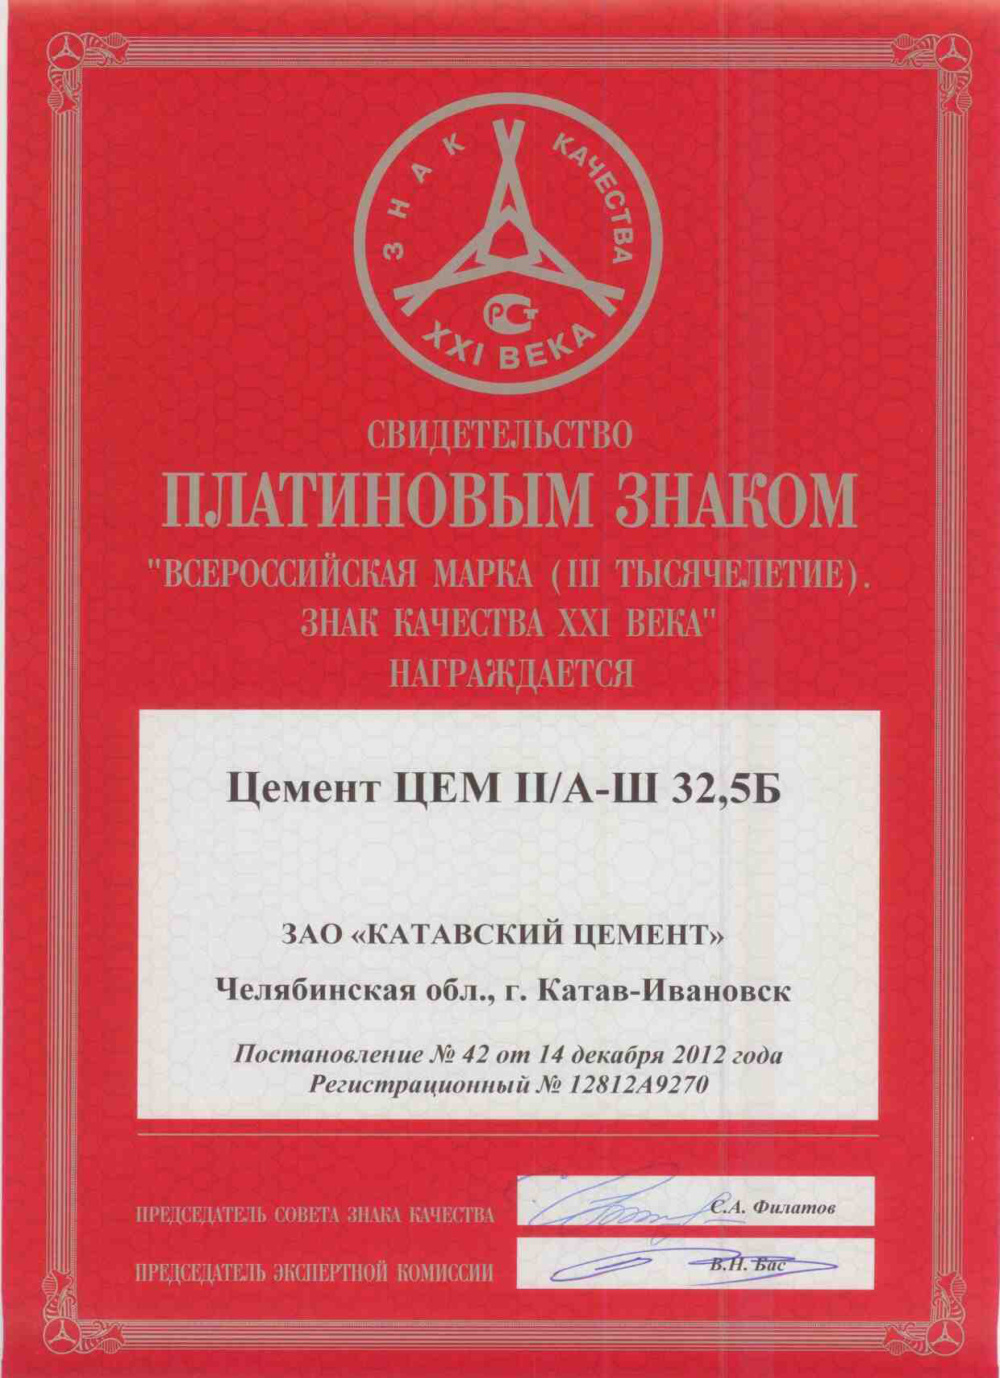 ЗНАК КАЧЕСТВА
РСТ
XXI ВЕКА
СВИДЕТЕЛЬСТВО
ПЛАТИНОВЫМ ЗНАКОМ
"ВСЕРОССИЙСКАЯ МАРКА (III ТЫСЯЧЕЛЕТИЕ).
ЗНАК КАЧЕСТВА XXI ВЕКА"
НАГРАЖДАЕТСЯ
Цемент ЦЕМ II/А-Ш 32,5Б
ЗАО «КАТАВСКИЙ ЦЕМЕНТ»
Челябинская обл., г. Катав-Ивановск
Постановление № 42 от 14 декабря 2012 года
Регистрационный № 12812А9270
ПРЕДСЕДАТЕЛЬ СОВЕТА ЗНАКА КАЧЕСТВА
С.А. Филатов
ПРЕДСЕДАТЕЛЬ ЭКСПЕРТНОЙ КОМИССИИ
В.Н. Бас